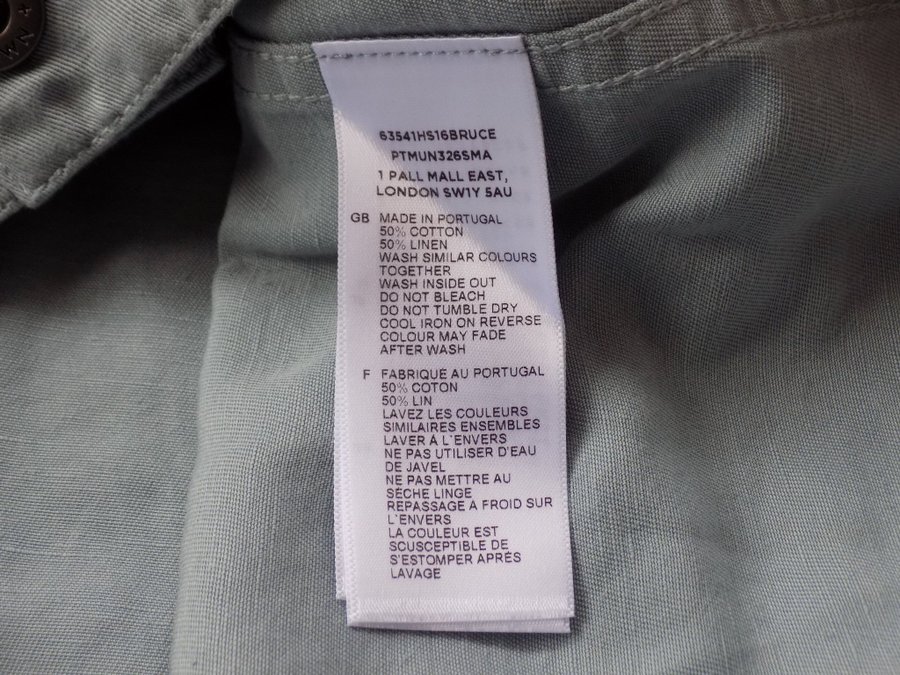 63541HS16BRUCE
PTMUN326SMA
1 PALL MALL EAST,
LONDON SW1Y 5AU
GB MADE IN PORTUGAL
50% COTTON
50% LINEN
WASH SIMILAR COLOURS
TOGETHER
WASH INSIDE OUT
DO NOT BLEACH
DO NOT TUMBLE DRY
COOL IRON ON REVERSE
COLOUR MAY FADE
AFTER WASH
F FABRIQUÉ AU PORTUGAL
50% COTON
50% LIN
LAVEZ LES COULEURS
SIMILAIRES ENSEMBLES
LAVER À L'ENVERS
NE PAS UTILISER D'EAU
DE JAVEL
NE PAS METTRE AU
SÈCHE LINGE
REPASSAGE A FROID SUR
L'ENVERS
LA COULEUR EST
SCUSCEPTIBLE DE
S'ESTOMPER APRÈS
LAVAGE